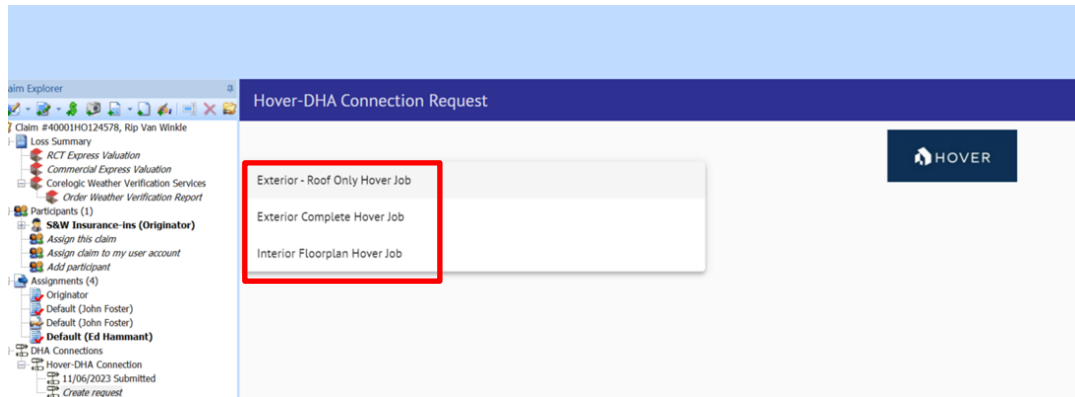 aim Explorer
Claim #40001HO124578, Rip Van Winkle
Loss Summary
RCT Express Valuation
Commercial Express Valuation
Corelogic Weather Verification Services
Order Weather Verification Report
Participants (1)
S&W Insurance-ins (Originator)
Assign this claim
Assign claim to my user account
Add participant
Assignments (4)
Originator
Default (John Foster)
Default (John Foster)
Default (Ed Hammant)
DHA Connections
Hover-DHA Connection
11/06/2023 Submitted
Create request
Hover-DHA Connection Request
HOVER
Exterior - Roof Only Hover Job
Exterior Complete Hover Job
Interior Floorplan Hover Job